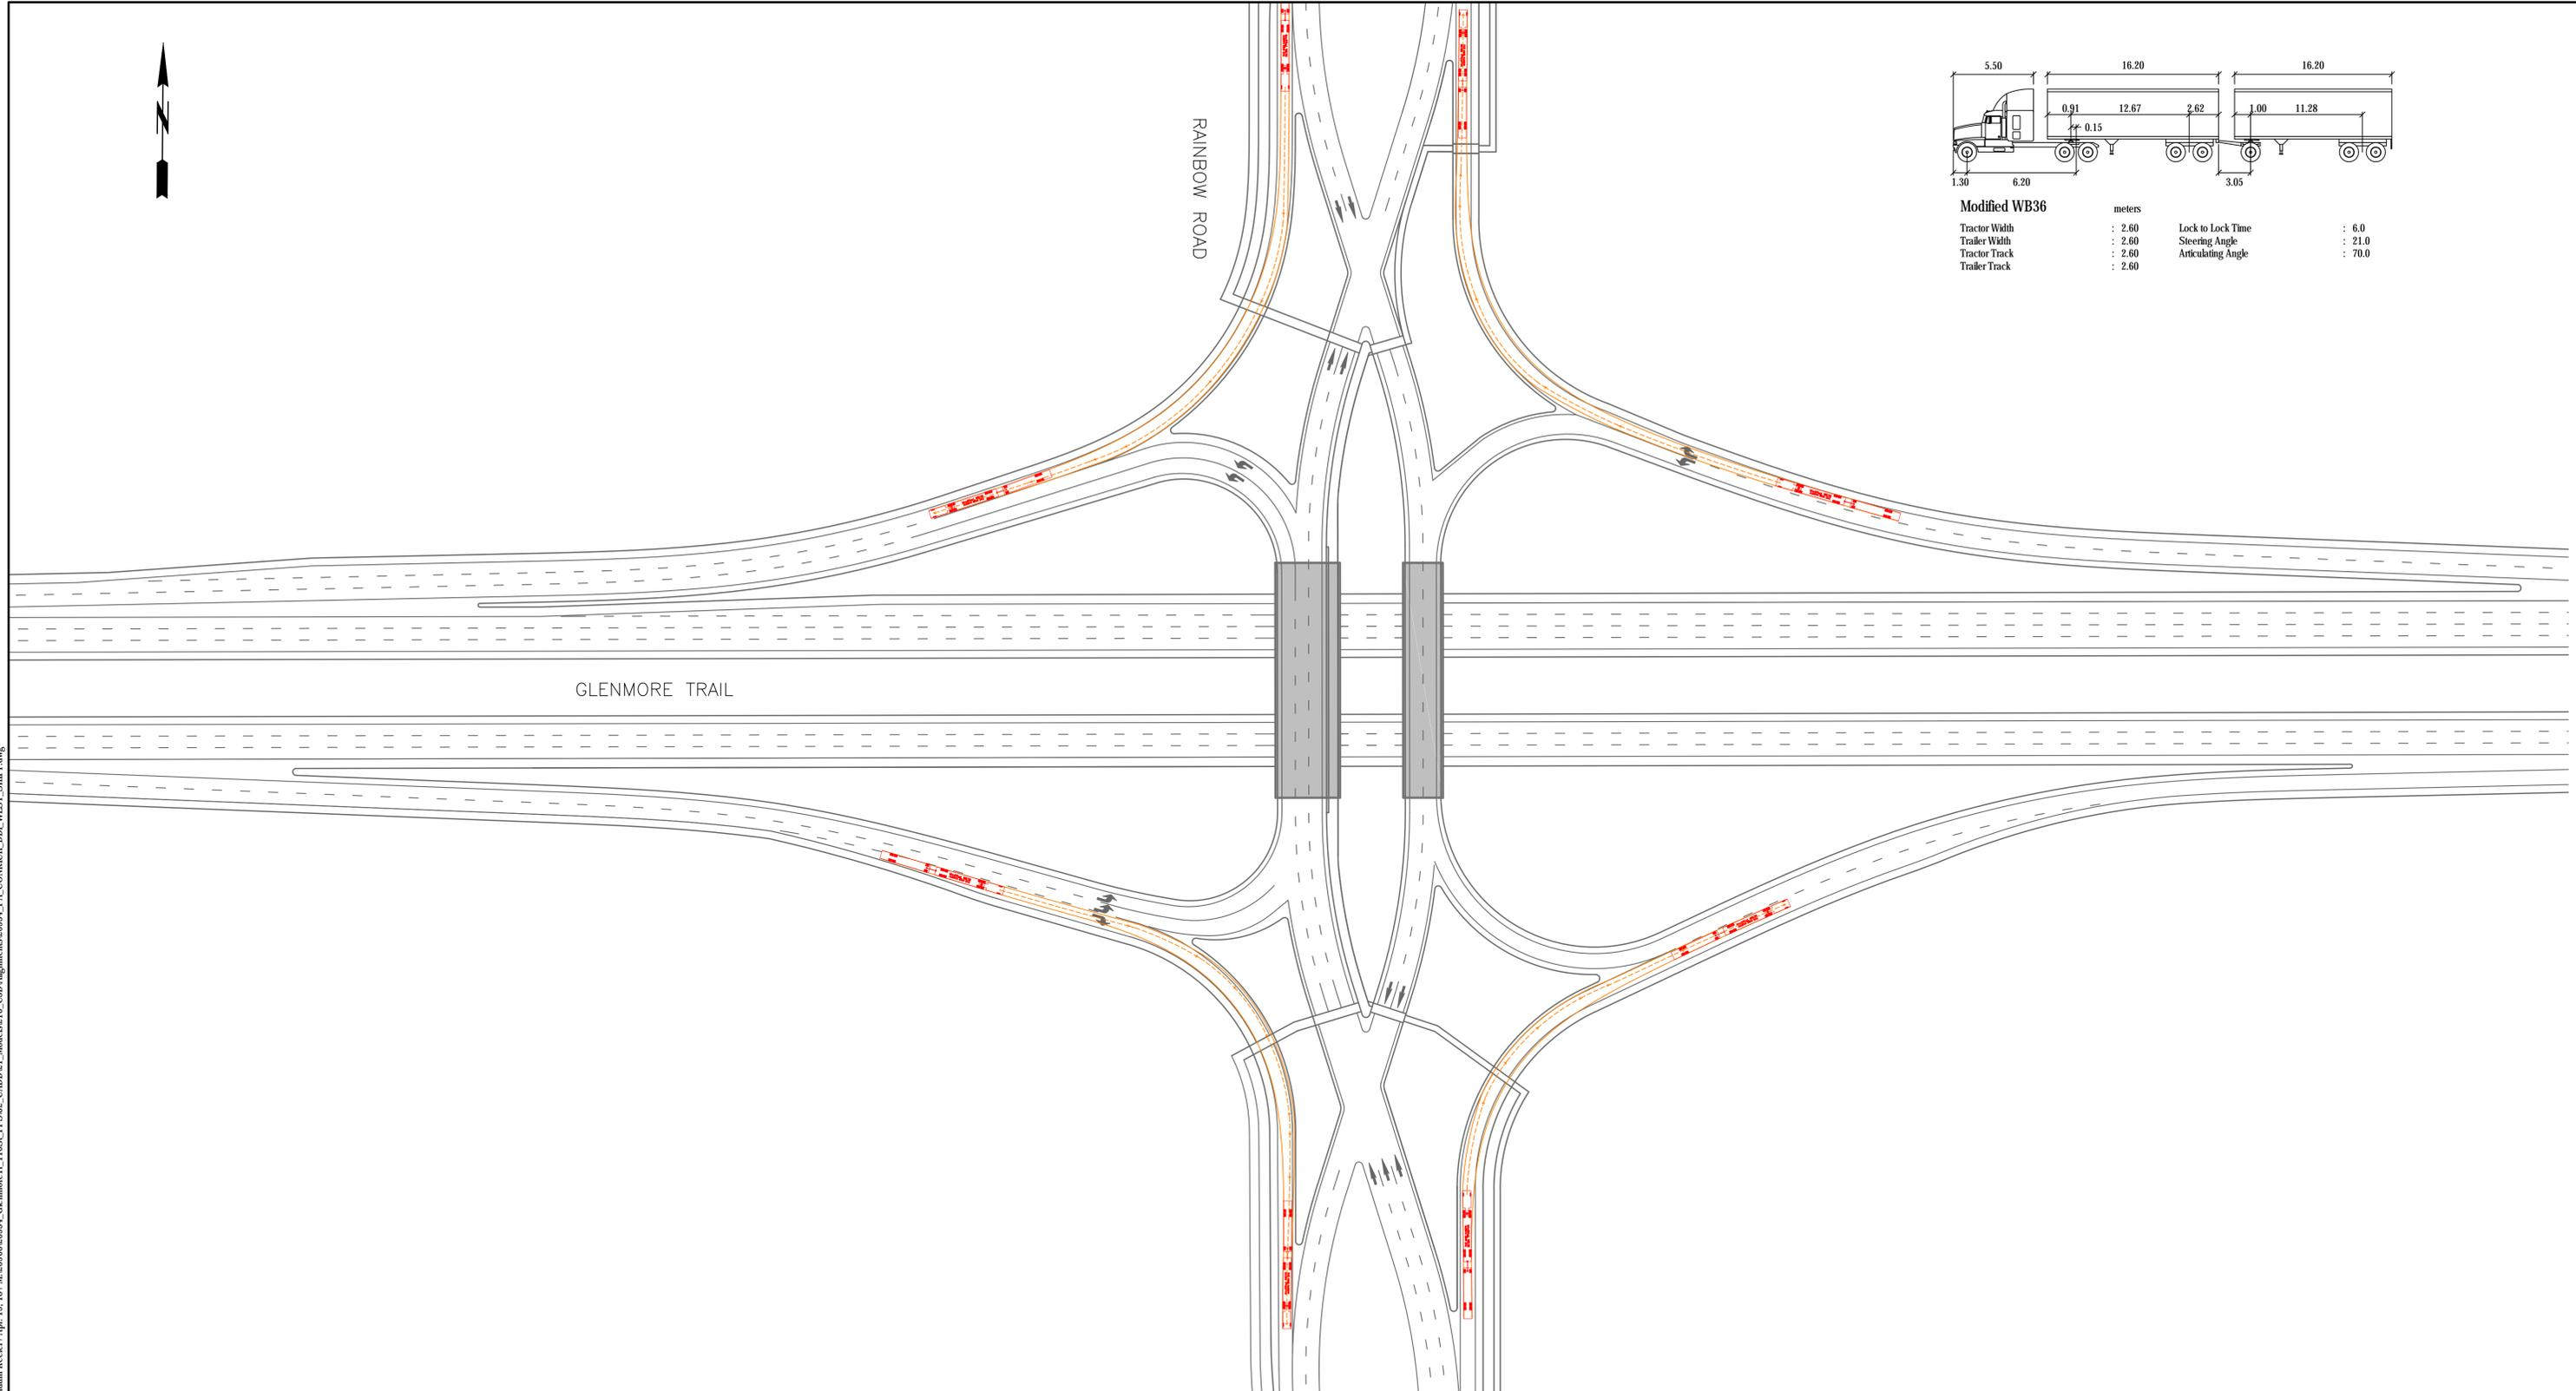 N
5.50 16.20 16.20
0.91 12.67 2.62 1.00 11.28
0.15
1.30 6.20 3.05
Modified WB36 meters
Tractor Width : 2.60 Lock to Lock Time : 6.0
Trailer Width : 2.60 Steering Angle : 21.0
Tractor Track : 2.60 Articulating Angle : 70.0
Trailer Track : 2.60
RAINBOW ROAD
GLENMORE TRAIL